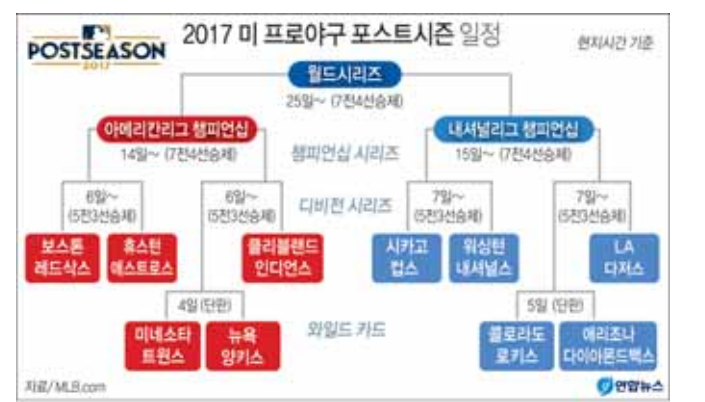 POSTSEASON
2017
2017 미 프로야구 포스트시즌 일정
현지시간 기준
월드시리즈
25일~ (7전4선승제)
아메리칸리그 챔피언십
내셔널리그 챔피언십
14일~ (7전4선승제)
챔피언십 시리즈
15일~ (7전4선승제)
6일~
(5전3선승제)
6일~
(5전3선승제)
디비전 시리즈
7일~
(5전3선승제)
7일~
(5전3선승제)
보스톤
레드삭스
휴스턴
애스트로스
클리블랜드
인디언스
시카고
컵스
워싱턴
내셔널스
LA
다저스
4일(단판)
5일(단판)
미네소타
트윈스
뉴욕
양키스
와일드 카드
콜로라도
로키스
애리조나
다이아몬드백스
자료/MLB.com
연합뉴스